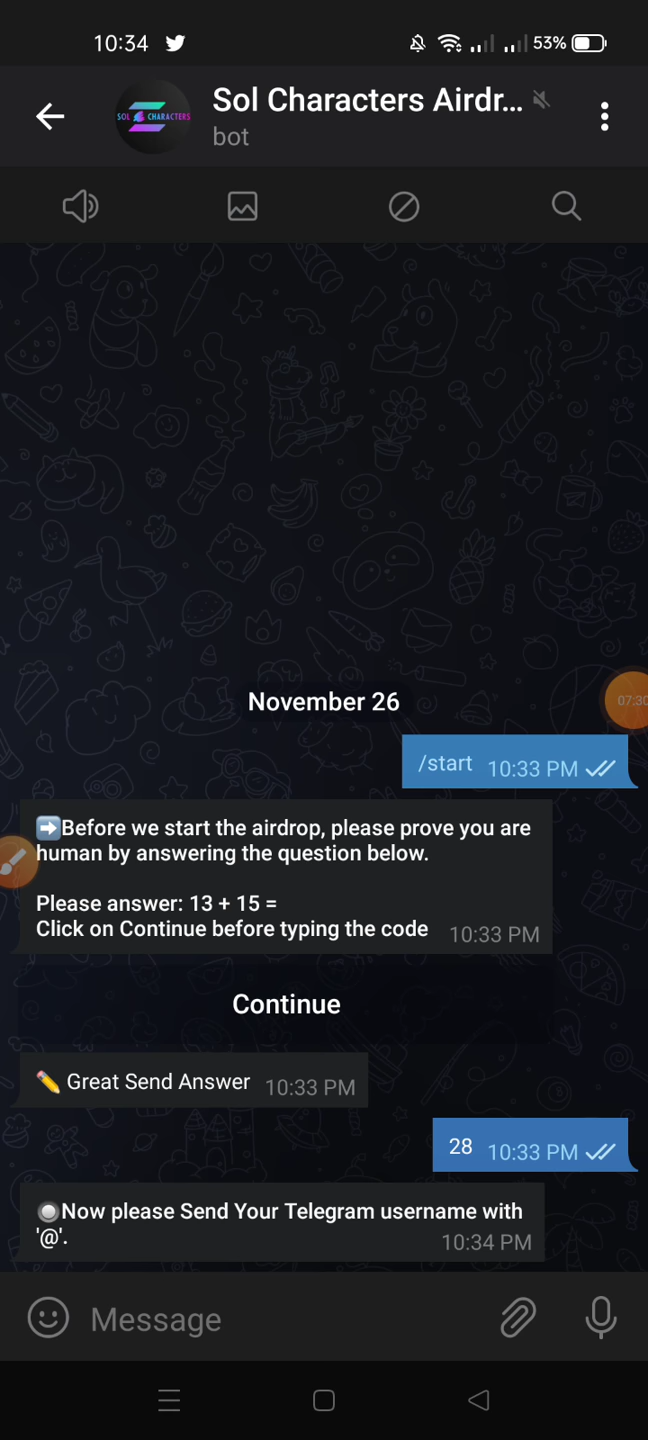 10:34
53%
Sol Characters Airdr...
bot
SOL CHARACTERS
November 26
07:30
/start 10:33 PM
➡️Before we start the airdrop, please prove you are
human by answering the question below.
Please answer: 13 + 15 =
Click on Continue before typing the code 10:33 PM
Continue
✏️ Great Send Answer 10:33 PM
28 10:33 PM
🔘Now please Send Your Telegram username with
'@'. 10:34 PM
Message